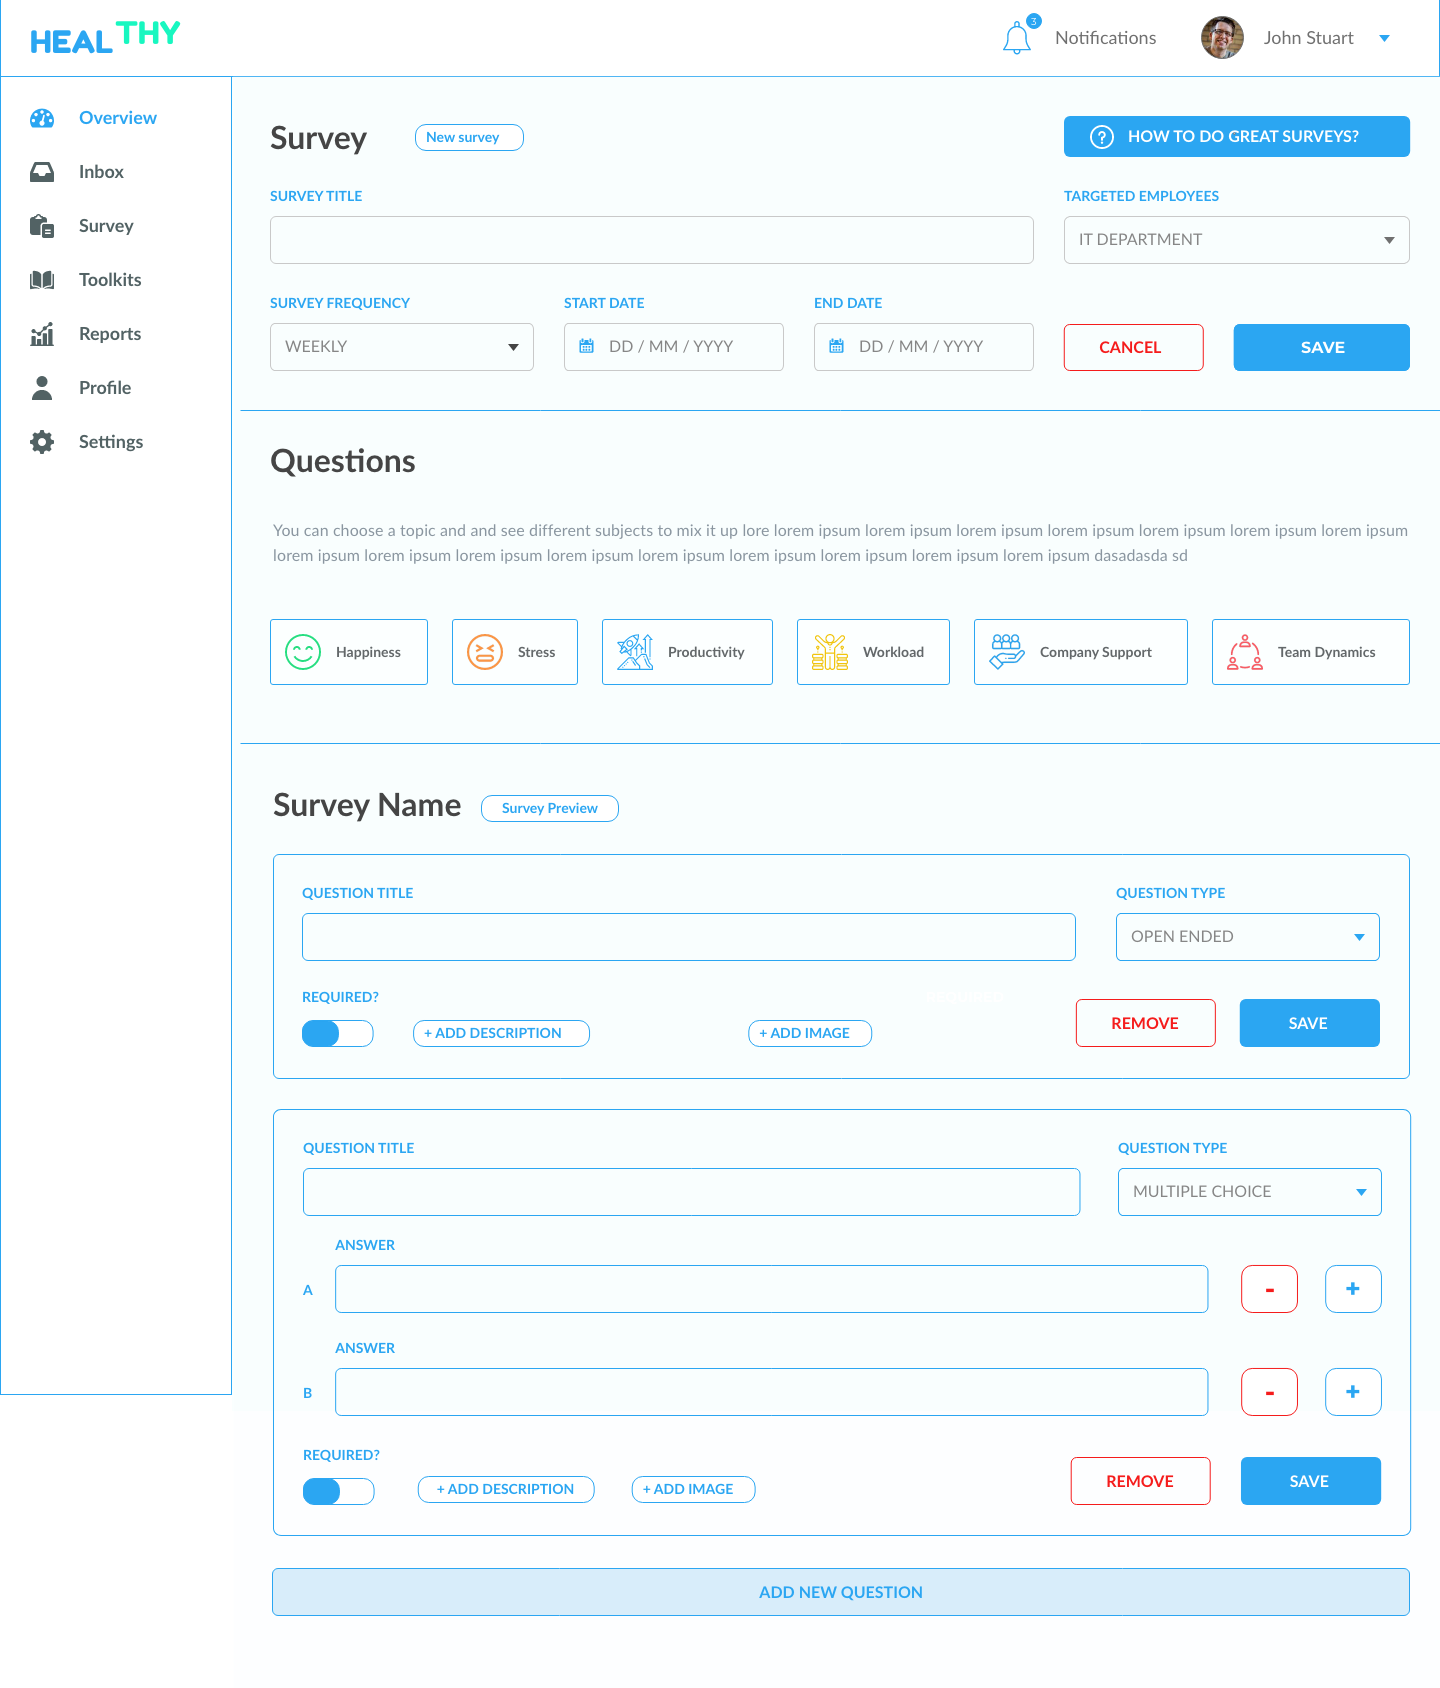 HEALTHY
3
Notifications
John Stuart
Overview
Inbox
Survey
Toolkits
Reports
Profile
Settings
Survey
New survey
? HOW TO DO GREAT SURVEYS?
SURVEY TITLE
TARGETED EMPLOYEES
IT DEPARTMENT
SURVEY FREQUENCY
START DATE
END DATE
WEEKLY
DD / MM / YYYY
DD / MM / YYYY
CANCEL
SAVE
Questions
You can choose a topic and and see different subjects to mix it up lore lorem ipsum lorem ipsum lorem ipsum lorem ipsum lorem ipsum lorem ipsum lorem ipsum
lorem ipsum lorem ipsum lorem ipsum lorem ipsum lorem ipsum lorem ipsum lorem ipsum lorem ipsum lorem ipsum dasadasda sd
Happiness
Stress
Productivity
Workload
Company Support
Team Dynamics
Survey Name
Survey Preview
QUESTION TITLE
QUESTION TYPE
OPEN ENDED
REQUIRED?
+ ADD DESCRIPTION
+ ADD IMAGE
REMOVE
SAVE
QUESTION TITLE
QUESTION TYPE
MULTIPLE CHOICE
ANSWER
A
-
+
ANSWER
B
-
+
REQUIRED?
+ ADD DESCRIPTION
+ ADD IMAGE
REMOVE
SAVE
ADD NEW QUESTION